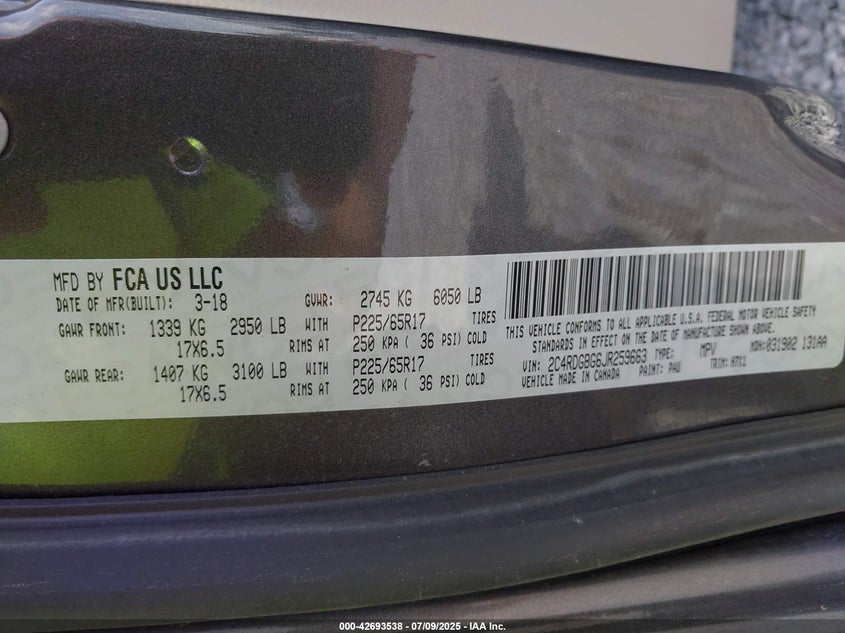 MFD BY FCA US LLC
DATE OF MFR(BUILT): 3-18 GVWR: 2745 KG 6050 LB
GAWR FRONT: 1339 KG 2950 LB WITH P225/65R17 TIRES
17X6.5 RIMS AT 250 KPA ( 36 PSI) COLD
GAWR REAR: 1407 KG 3100 LB WITH P225/65R17 TIRES
17X6.5 RIMS AT 250 KPA ( 36 PSI) COLD
THIS VEHICLE CONFORMS TO ALL APPLICABLE U.S.A. FEDERAL MOTOR VEHICLE SAFETY
STANDARDS IN EFFECT ON THE DATE OF MANUFACTURE SHOWN ABOVE.
VIN: 2C4RDGBG6JR259663 TYPE: MPV MDH: 031902 131AA
VEHICLE MADE IN CANADA PAINT: PAU TRIM: H7X1
000-42693538 - 07/09/2025 - IAA Inc.